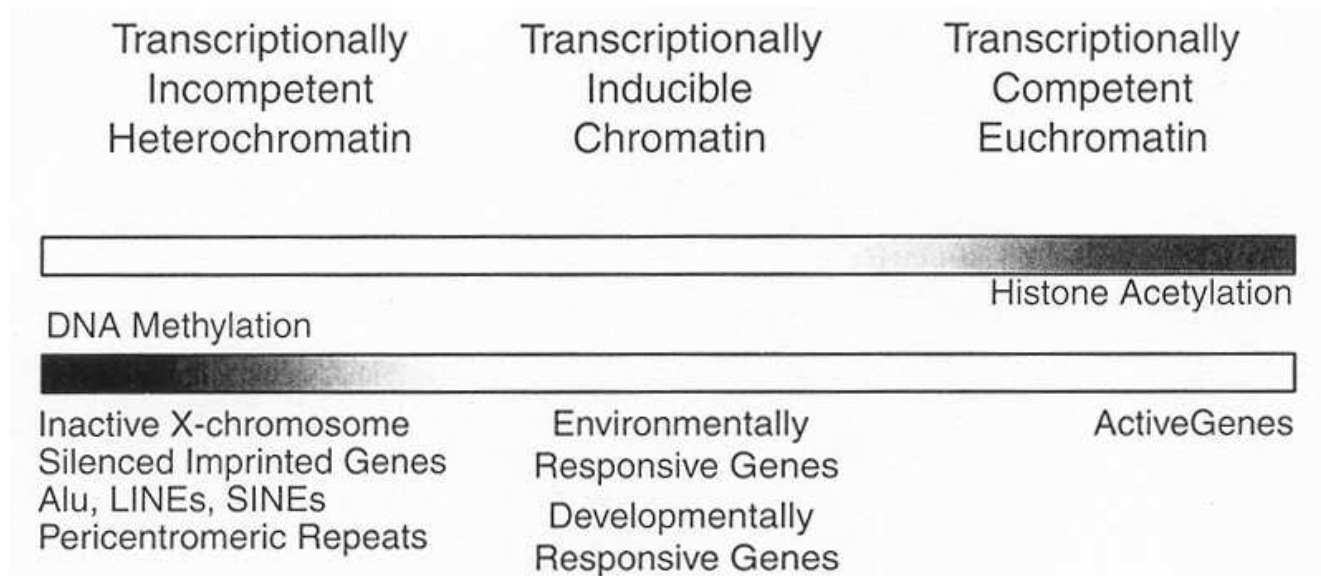 Transcriptionally
Incompetent
Heterochromatin
Transcriptionally
Inducible
Chromatin
Transcriptionally
Competent
Euchromatin
Histone Acetylation
DNA Methylation
Inactive X-chromosome
Silenced Imprinted Genes
Alu, LINEs, SINEs
Pericentromeric Repeats
Environmentally
Responsive Genes
Developmentally
Responsive Genes
ActiveGenes